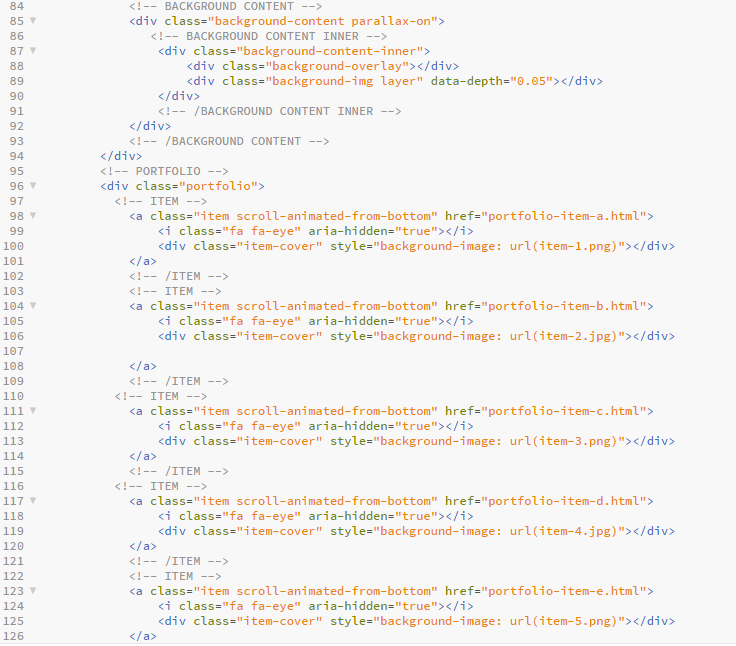 84 <!-- BACKGROUND CONTENT -->
85 <div class="background-content parallax-on">
86 <!-- BACKGROUND CONTENT INNER -->
87 <div class="background-content-inner">
88 <div class="background-overlay"></div>
89 <div class="background-img layer" data-depth="0.05"></div>
90 </div>
91 <!-- /BACKGROUND CONTENT INNER -->
92 </div>
93 <!-- /BACKGROUND CONTENT -->
94 </div>
95 <!-- PORTFOLIO -->
96 <div class="portfolio">
97 <!-- ITEM -->
98 <a class="item scroll-animated-from-bottom" href="portfolio-item-a.html">
99 <i class="fa fa-eye" aria-hidden="true"></i>
100 <div class="item-cover" style="background-image: url(item-1.png)"></div>
101 </a>
102 <!-- /ITEM -->
103 <!-- ITEM -->
104 <a class="item scroll-animated-from-bottom" href="portfolio-item-b.html">
105 <i class="fa fa-eye" aria-hidden="true"></i>
106 <div class="item-cover" style="background-image: url(item-2.jpg)"></div>
107
108 </a>
109 <!-- /ITEM -->
110 <!-- ITEM -->
111 <a class="item scroll-animated-from-bottom" href="portfolio-item-c.html">
112 <i class="fa fa-eye" aria-hidden="true"></i>
113 <div class="item-cover" style="background-image: url(item-3.png)"></div>
114 </a>
115 <!-- /ITEM -->
116 <!-- ITEM -->
117 <a class="item scroll-animated-from-bottom" href="portfolio-item-d.html">
118 <i class="fa fa-eye" aria-hidden="true"></i>
119 <div class="item-cover" style="background-image: url(item-4.jpg)"></div>
120 </a>
121 <!-- /ITEM -->
122 <!-- ITEM -->
123 <a class="item scroll-animated-from-bottom" href="portfolio-item-e.html">
124 <i class="fa fa-eye" aria-hidden="true"></i>
125 <div class="item-cover" style="background-image: url(item-5.png)"></div>
126 </a>